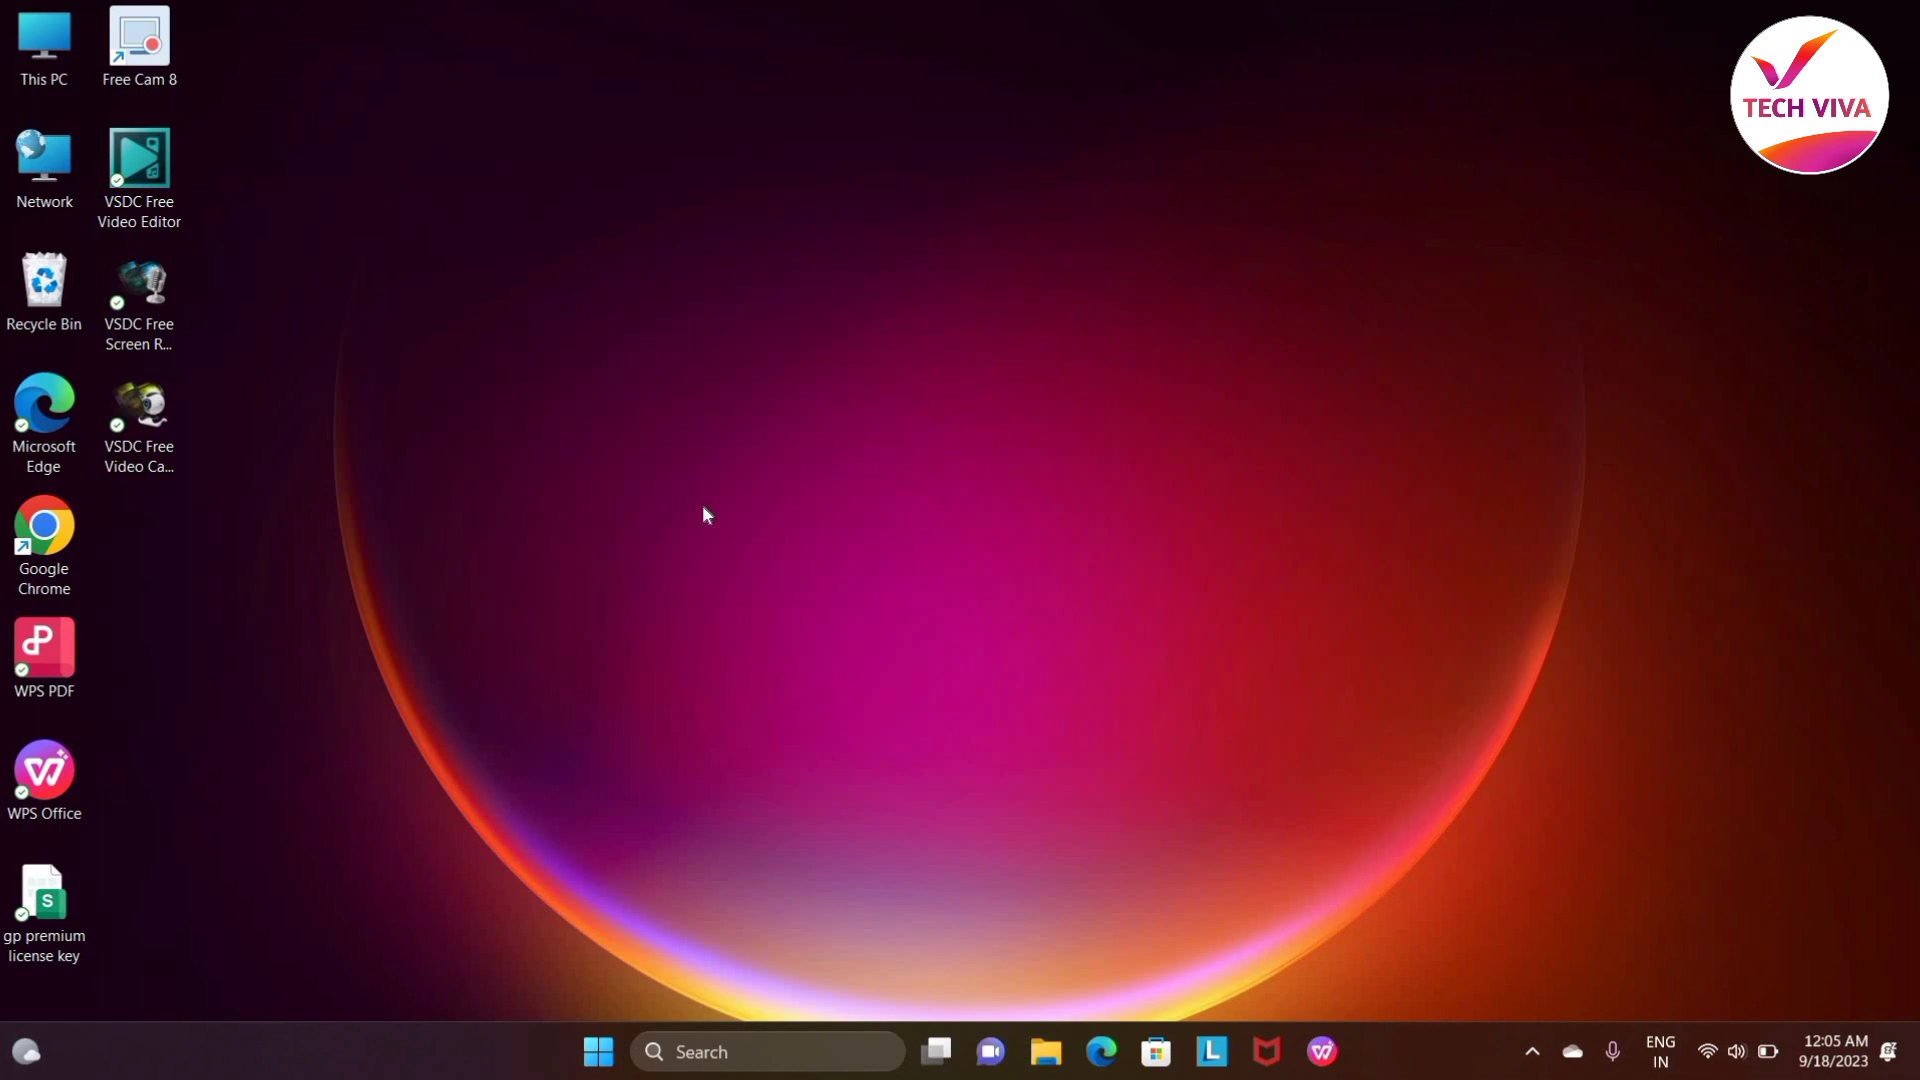 This PC
Free Cam 8
TECH VIVA
Network
VSDC Free
Video Editor
Recycle Bin
VSDC Free
Screen R...
Microsoft
Edge
VSDC Free
Video Ca...
Google
Chrome
WPS PDF
WPS Office
S
gp premium
license key
Search
L
ENG
IN
12:05 AM
9/18/2023